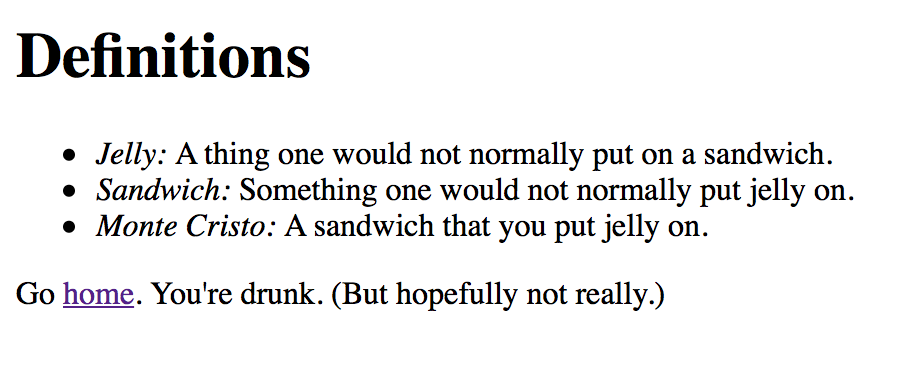 Definitions
Jelly: A thing one would not normally put on a sandwich.
Sandwich: Something one would not normally put jelly on.
Monte Cristo: A sandwich that you put jelly on.
Go home. You're drunk. (But hopefully not really.)